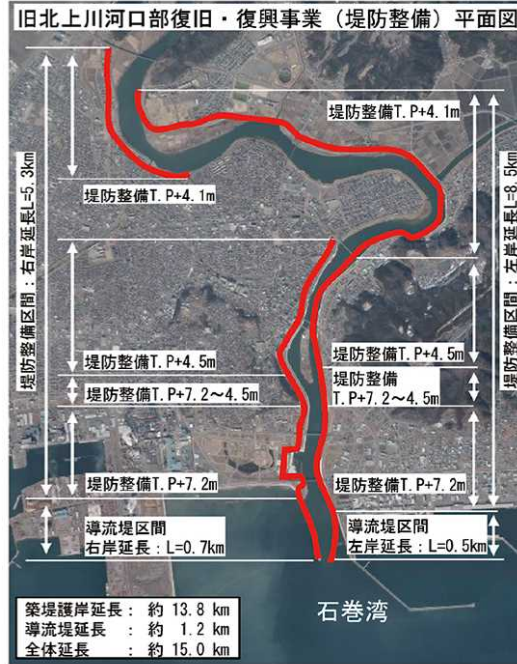 旧北上川河口部復旧・復興事業（堤防整備）平面図
堤防整備T.P+4.1m
堤防整備区間：右岸延長L=5.3km
堤防整備区間：左岸延長L=8.5km
堤防整備T.P+4.1m
堤防整備T.P+4.5m
堤防整備T.P+4.5m
堤防整備T.P+7.2～4.5m
堤防整備
T.P+7.2～4.5m
堤防整備T.P+7.2m
堤防整備T.P+7.2m
導流堤区間
右岸延長：L=0.7km
導流堤区間
左岸延長：L=0.5km
石巻湾
築堤護岸延長： 約 13.8 km
導流堤延長 ： 約 1.2 km
全体延長 ： 約 15.0 km